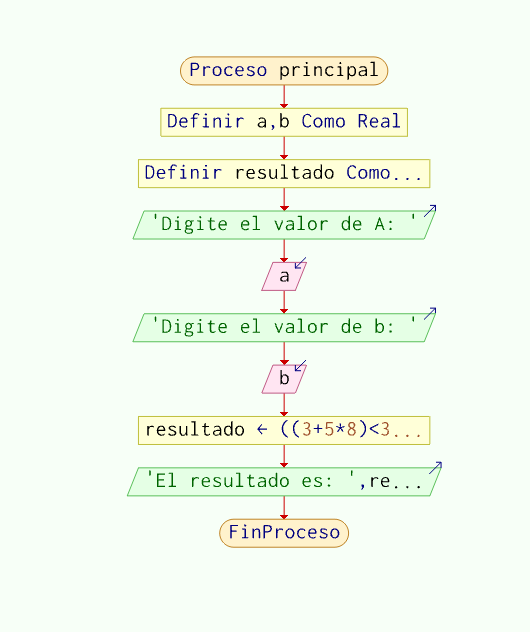 Proceso principal
Definir a,b Como Real
Definir resultado Como...
'Digite el valor de A: '
a
'Digite el valor de b: '
b
resultado ← ((3+5*8)<3...
'El resultado es: ',re...
FinProceso